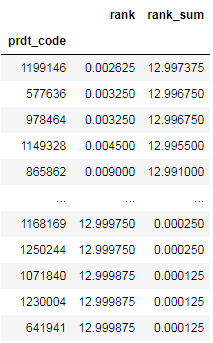 rank rank_sum
prdt_code
1199146 0.002625 12.997375
577636 0.003250 12.996750
978464 0.003250 12.996750
1149328 0.004500 12.995500
865862 0.009000 12.991000
... ... ...
1168169 12.999750 0.000250
1250244 12.999750 0.000250
1071840 12.999875 0.000125
1230004 12.999875 0.000125
641941 12.999875 0.000125